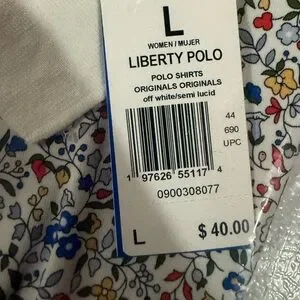 L
WOMEN / MUJER
LIBERTY POLO
POLO SHIRTS
ORIGINALS ORIGINALS
off white/semi lucid
44
690
UPC
1 97626 55117 4
0900308077
L
$ 40.00